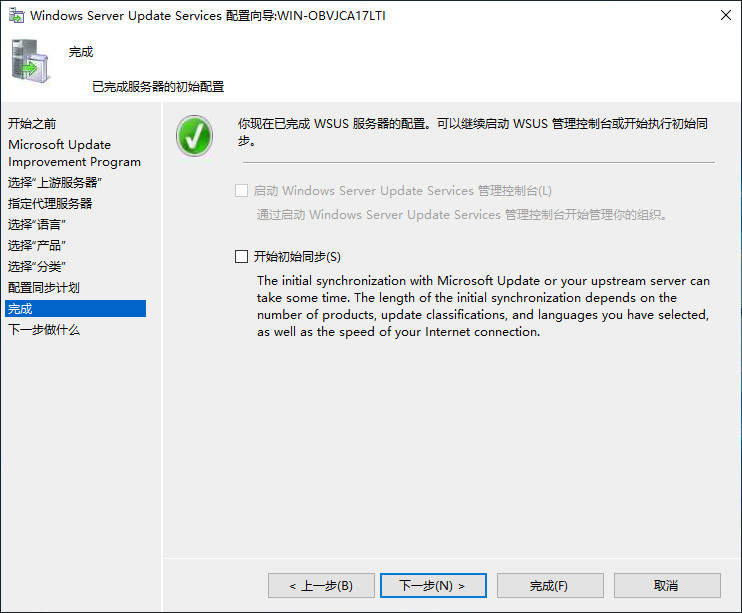 Windows Server Update Services 配置向导:WIN-OBVJCA17LTI
完成
已完成服务器的初始配置
开始之前
Microsoft Update
Improvement Program
选择"上游服务器"
指定代理服务器
选择"语言"
选择"产品"
选择"分类"
配置同步计划
完成
下一步做什么
你现在已完成 WSUS 服务器的配置。可以继续启动 WSUS 管理控制台或开始执行初始同
步。
启动 Windows Server Update Services 管理控制台(L)
通过启动 Windows Server Update Services 管理控制台开始管理你的组织。
开始初始同步(S)
The initial synchronization with Microsoft Update or your upstream server can
take some time. The length of the initial synchronization depends on the
number of products, update classifications, and languages you have selected,
as well as the speed of your Internet connection.
< 上一步(B)
下一步(N) >
完成(F)
取消